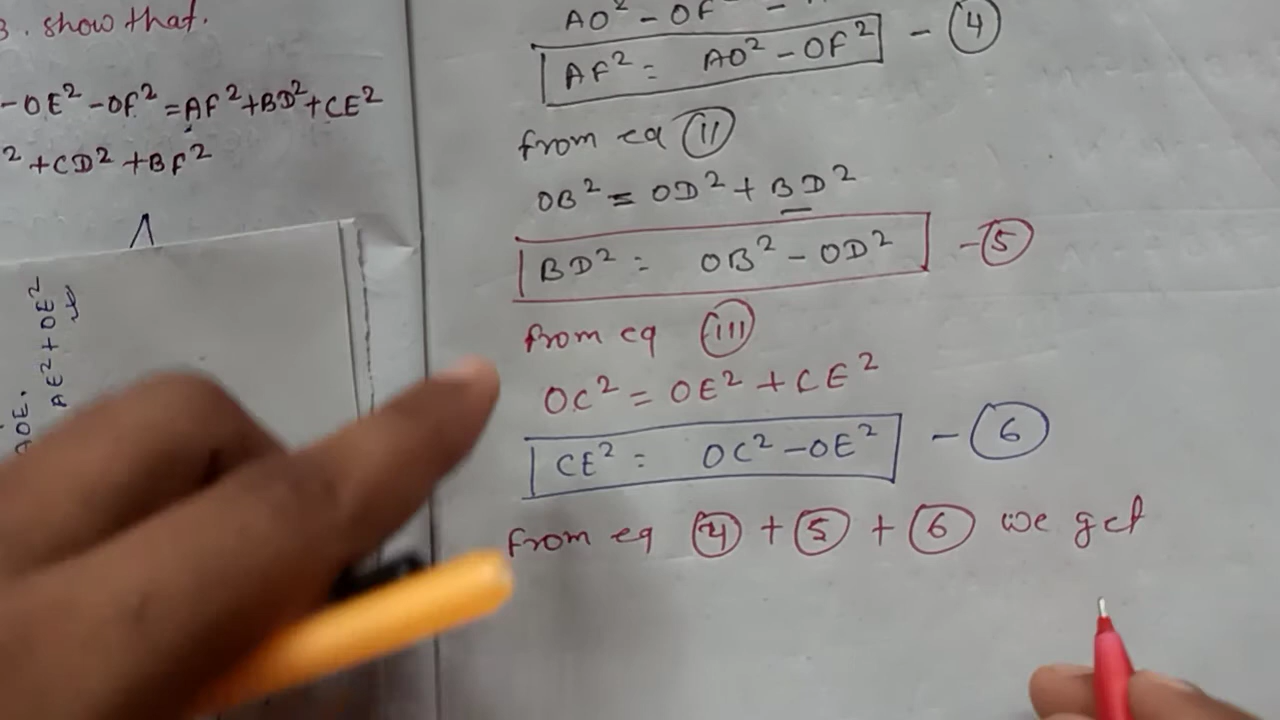 3. show that.
-OE² -OF² = AF² + BD² + CE²
² + CD² + BF²
AE² + OE²
AO² - OF² -
AF² = AO² - OF² - ④
from eq (II)
OB² = OD² + BD²
BD² = OB² - OD² - ⑤
from eq (III)
OC² = OE² + CE²
CE² = OC² - OE² - ⑥
from eq ④ + ⑤ + ⑥ we get